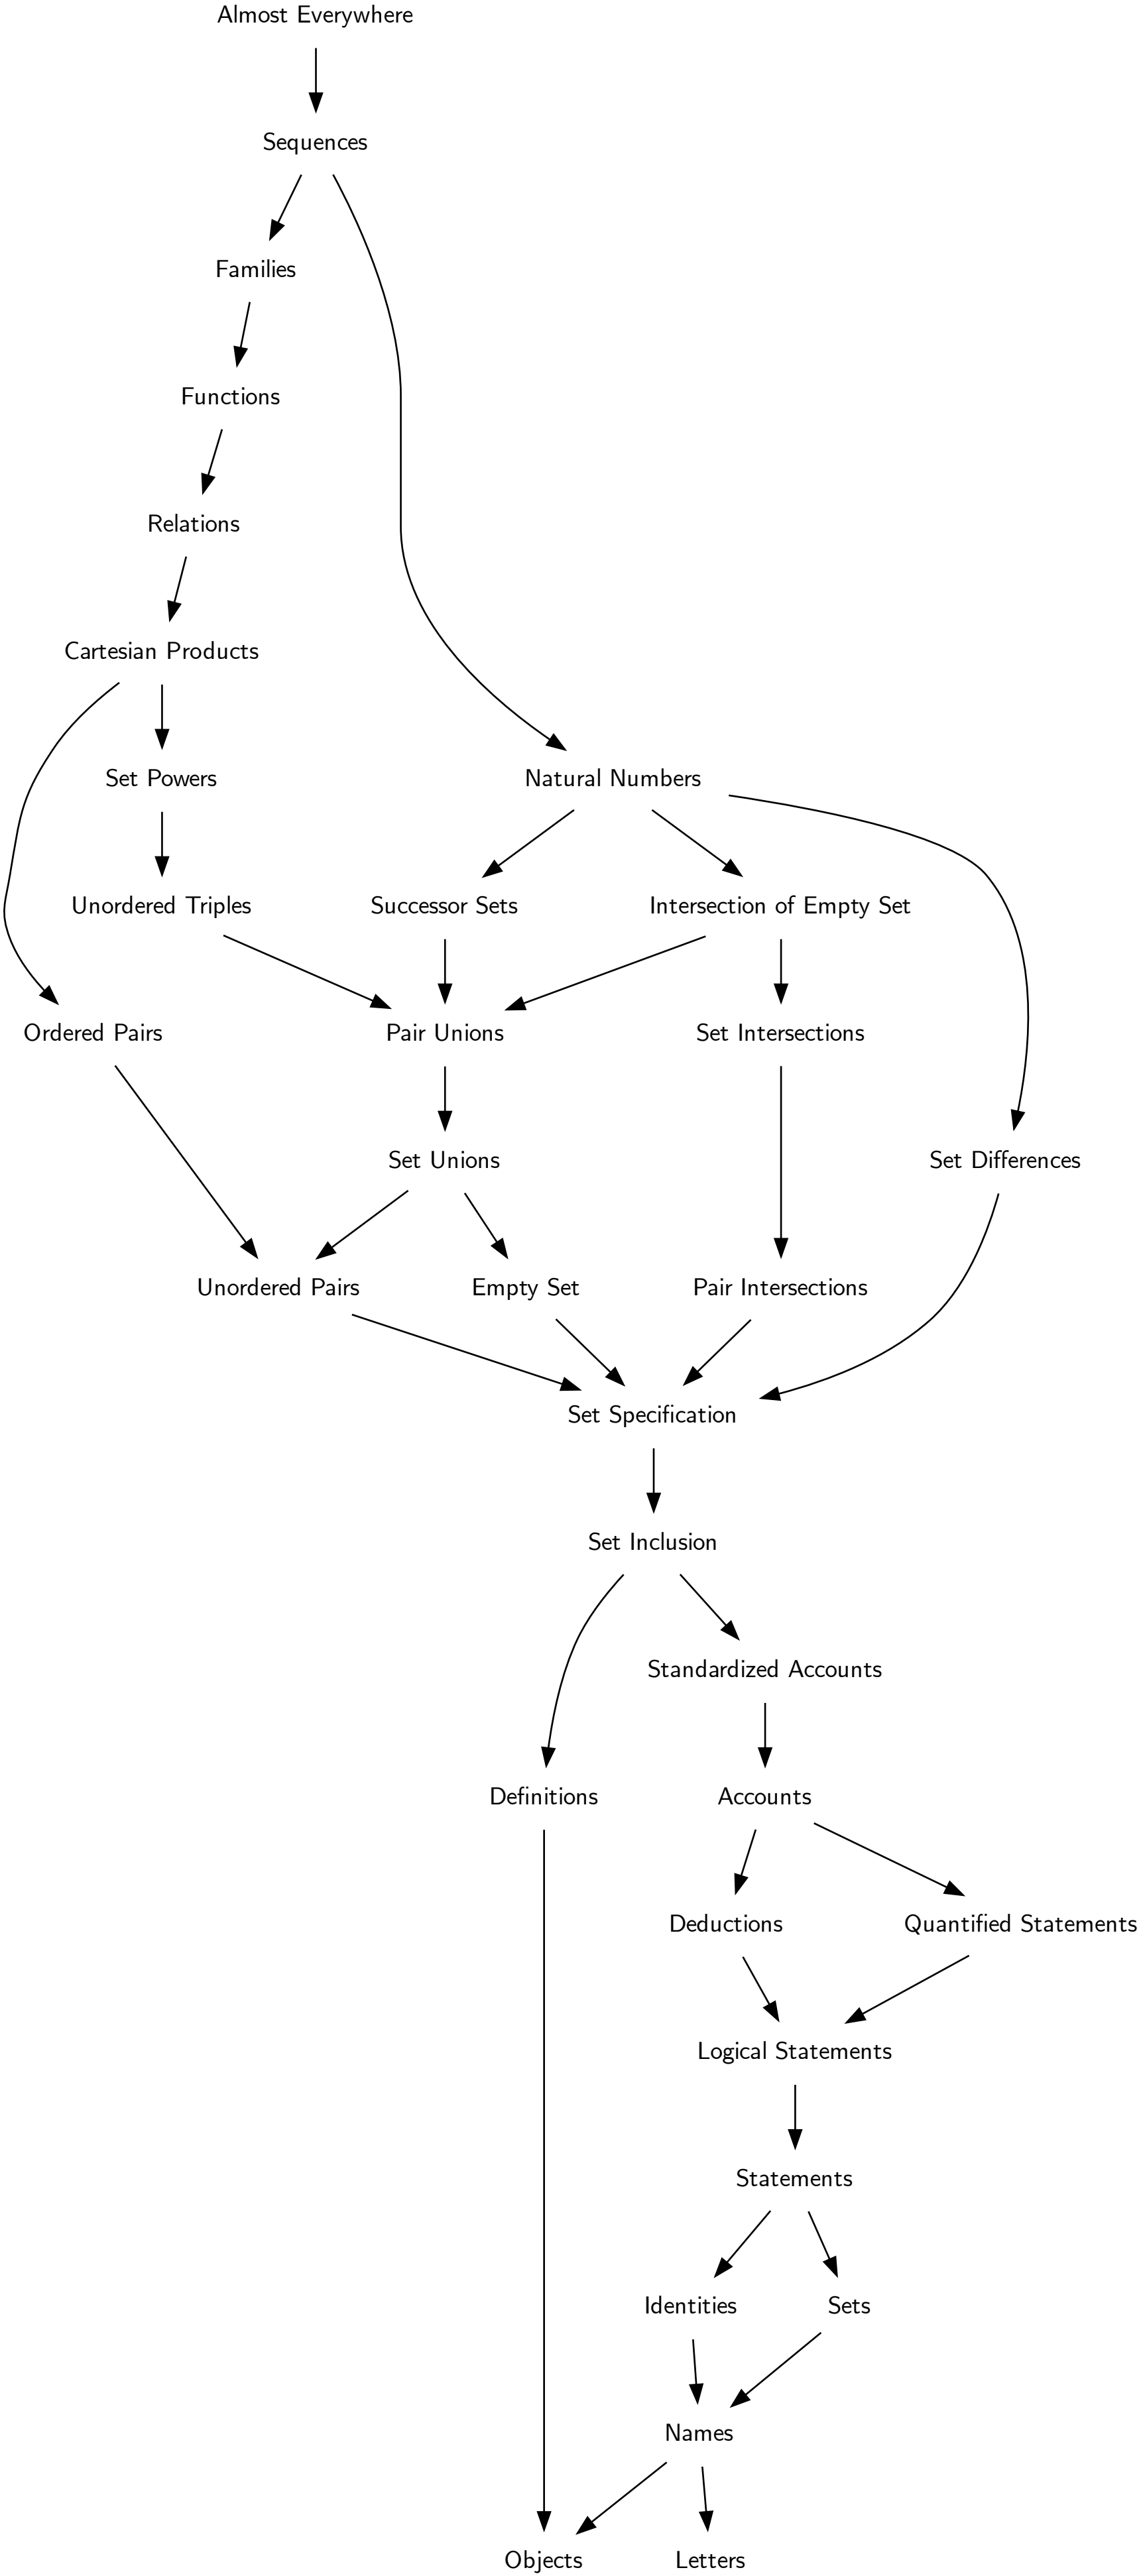 Almost Everywhere
Sequences
Families
Functions
Relations
Cartesian Products
Set Powers
Natural Numbers
Unordered Triples
Successor Sets
Intersection of Empty Set
Ordered Pairs
Pair Unions
Set Intersections
Set Unions
Set Differences
Unordered Pairs
Empty Set
Pair Intersections
Set Specification
Set Inclusion
Standardized Accounts
Definitions
Accounts
Deductions
Quantified Statements
Logical Statements
Statements
Identities
Sets
Names
Objects
Letters